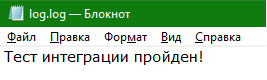 log.log — Блокнот
Файл Правка Формат Вид Справка
Тест интеграции пройден!